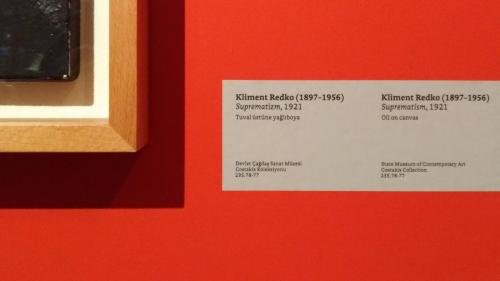 Kliment Redko (1897-1956)
Suprematizm, 1921
Tuval üstüne yağlıboya
Devlet Çağdaş Sanat Müzesi
Costakis Koleksiyonu
235.78-77
Kliment Redko (1897-1956)
Suprematism, 1921
Oil on canvas
State Museum of Contemporary Art
Costakis Collection
235.78-77